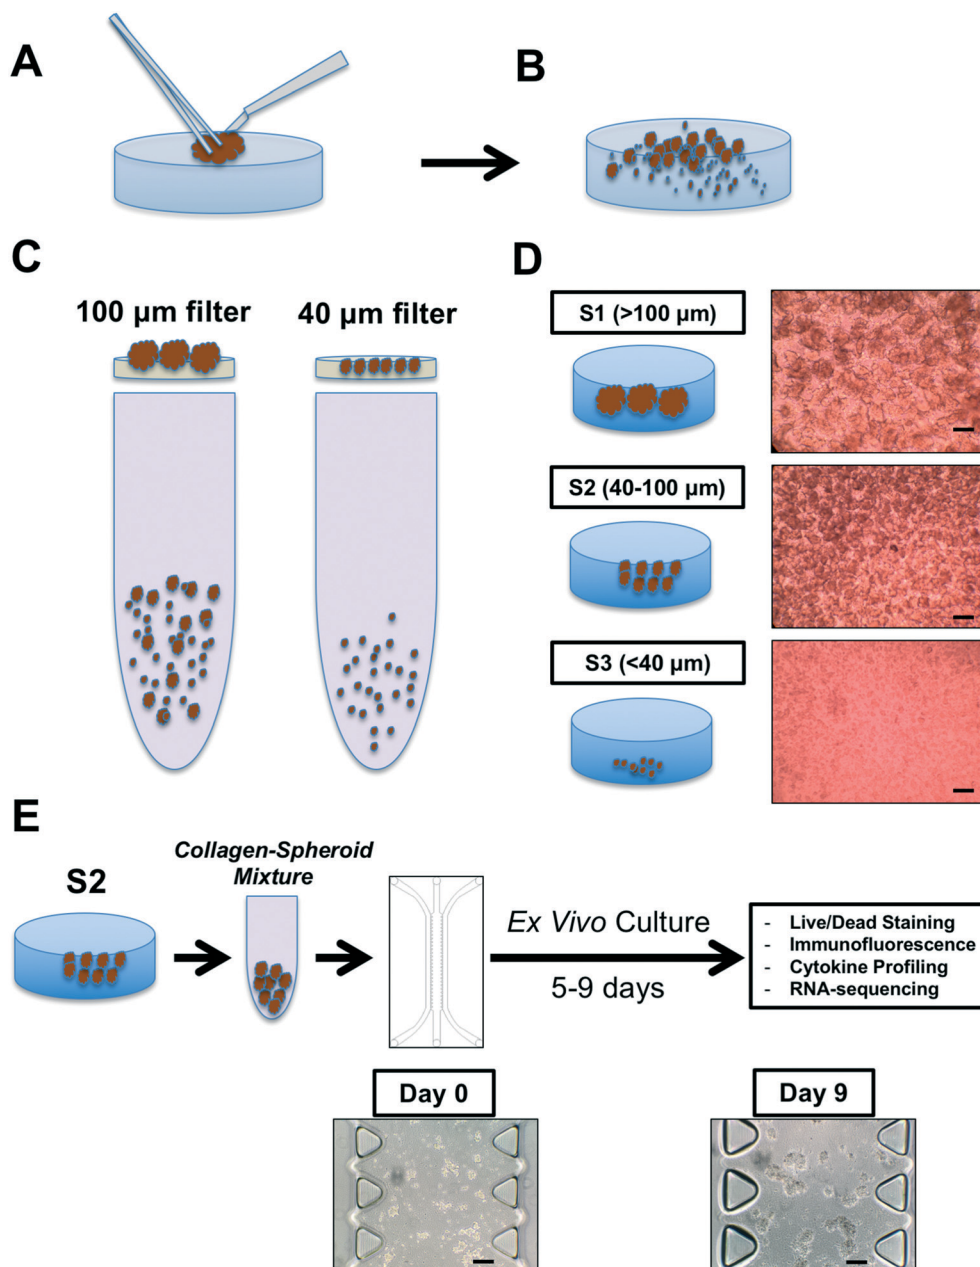 A
B
C
100 µm filter
40 µm filter
D
S1 (>100 µm)
S2 (40-100 µm)
S3 (<40 µm)
E
S2
Collagen-Spheroid
Mixture
Ex Vivo Culture
5-9 days
- Live/Dead Staining
- Immunofluorescence
- Cytokine Profiling
- RNA-sequencing
Day 0
Day 9